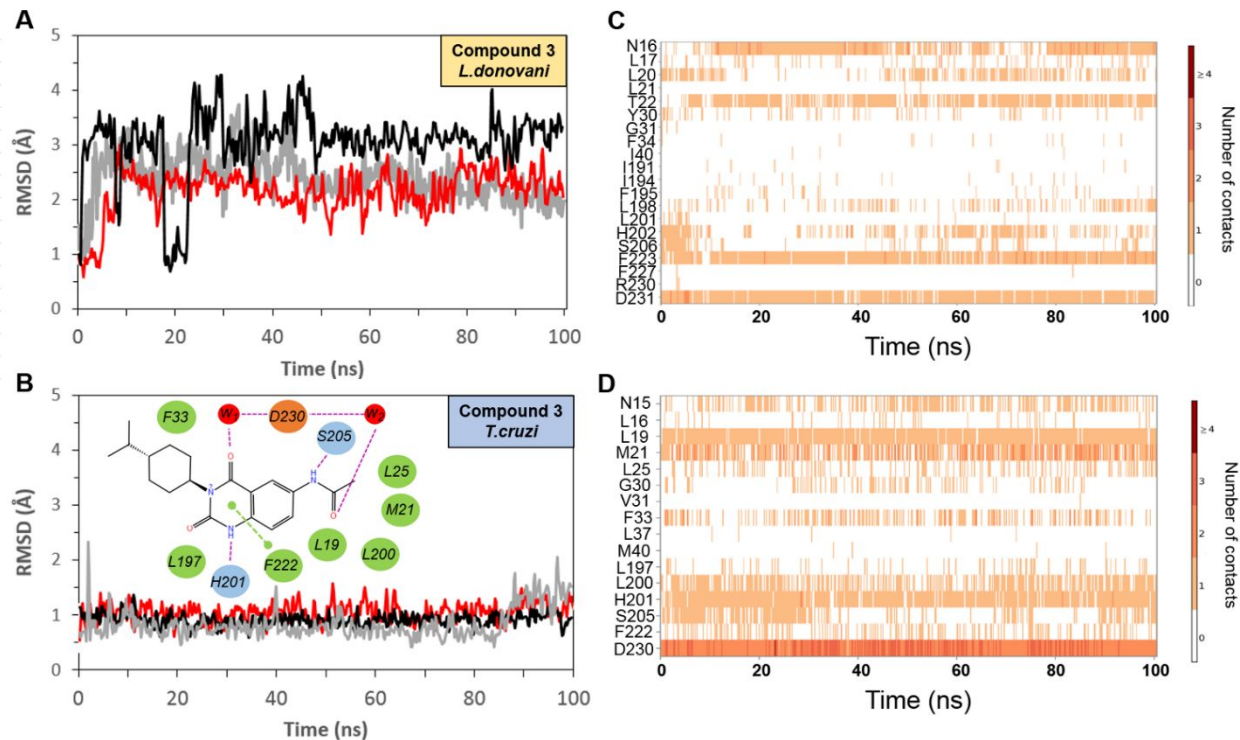 A
RMSD (Å)
5
4
3
2
1
0
Compound 3
L.donovani
0 20 40 60 80 100
Time (ns)
B
RMSD (Å)
5
4
3
2
1
0
Compound 3
T.cruzi
F33
W1
D230
W2
S205
O
H
N
L25
N
O
M21
O
N
H
L19
L200
L197
F222
H201
0 20 40 60 80 100
Time (ns)
C
N16
L17
L20
L21
T22
Y30
G31
F34
I40
I191
I194
F195
L198
L201
H202
S206
F223
F227
R230
D231
20 40 60 80 100
Time (ns)
≥4
3
2
1
0
Number of contacts
D
N15
L16
L19
M21
L25
G30
V31
F33
L37
M40
L197
L200
H201
S205
F222
D230
20 40 60 80 100
Time (ns)
≥4
3
2
1
0
Number of contacts